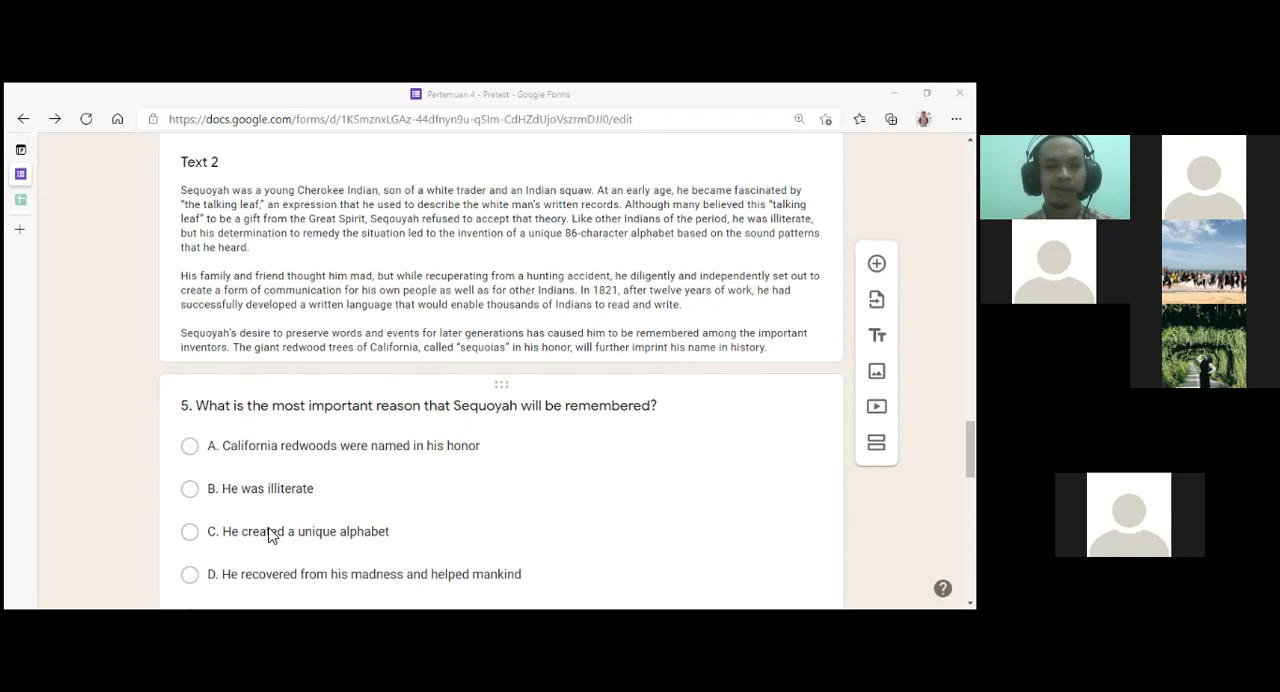 Pertemuan 4 - Pretest - Google Forms
https://docs.google.com/forms/d/1KSmznxLGAz-44dfnyn9u-qSIm-CdHZdUjoVszrmDJJ0/edit
Text 2
Sequoyah was a young Cherokee Indian, son of a white trader and an Indian squaw. At an early age, he became fascinated by
“the talking leaf,” an expression that he used to describe the white man’s written records. Although many believed this “talking
leaf” to be a gift from the Great Spirit, Seqouyah refused to accept that theory. Like other Indians of the period, he was illiterate,
but his determination to remedy the situation led to the invention of a unique 86-character alphabet based on the sound patterns
that he heard.
His family and friend thought him mad, but while recuperating from a hunting accident, he diligently and independently set out to
create a form of communication for his own people as well as for other Indians. In 1821, after twelve years of work, he had
successfully developed a written language that would enable thousands of Indians to read and write.
Sequoyah’s desire to preserve words and events for later generations has caused him to be remembered among the important
inventors. The giant redwood trees of California, called “sequoias” in his honor, will further imprint his name in history.
5. What is the most important reason that Sequoyah will be remembered?
A. California redwoods were named in his honor
B. He was illiterate
C. He created a unique alphabet
D. He recovered from his madness and helped mankind